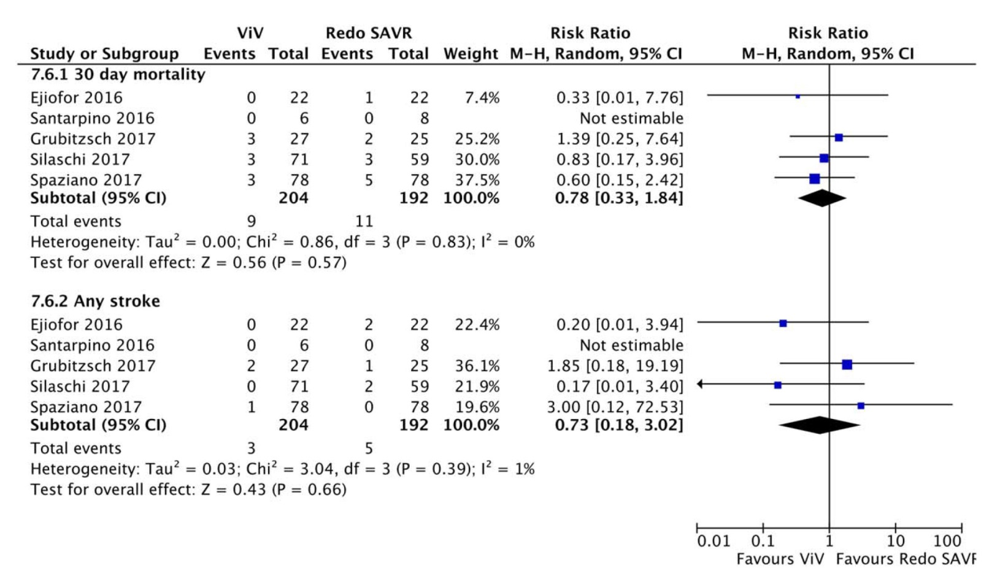 ViV Redo SAVR Risk Ratio Risk Ratio
Study or Subgroup Events Total Events Total Weight M-H, Random, 95% CI M-H, Random, 95% CI
7.6.1 30 day mortality
Ejiofor 2016 0 22 1 22 7.4% 0.33 [0.01, 7.76]
Santarpino 2016 0 6 0 8 Not estimable
Grubitzsch 2017 3 27 2 25 25.2% 1.39 [0.25, 7.64]
Silaschi 2017 3 71 3 59 30.0% 0.83 [0.17, 3.96]
Spaziano 2017 3 78 5 78 37.5% 0.60 [0.15, 2.42]
Subtotal (95% CI) 204 192 100.0% 0.78 [0.33, 1.84]
Total events 9 11
Heterogeneity: Tau² = 0.00; Chi² = 0.86, df = 3 (P = 0.83); I² = 0%
Test for overall effect: Z = 0.56 (P = 0.57)
7.6.2 Any stroke
Ejiofor 2016 0 22 2 22 22.4% 0.20 [0.01, 3.94]
Santarpino 2016 0 6 0 8 Not estimable
Grubitzsch 2017 2 27 1 25 36.1% 1.85 [0.18, 19.19]
Silaschi 2017 0 71 2 59 21.9% 0.17 [0.01, 3.40]
Spaziano 2017 1 78 0 78 19.6% 3.00 [0.12, 72.53]
Subtotal (95% CI) 204 192 100.0% 0.73 [0.18, 3.02]
Total events 3 5
Heterogeneity: Tau² = 0.03; Chi² = 3.04, df = 3 (P = 0.39); I² = 1%
Test for overall effect: Z = 0.43 (P = 0.66)
0.01 0.1 1 10 100
Favours ViV Favours Redo SAVR